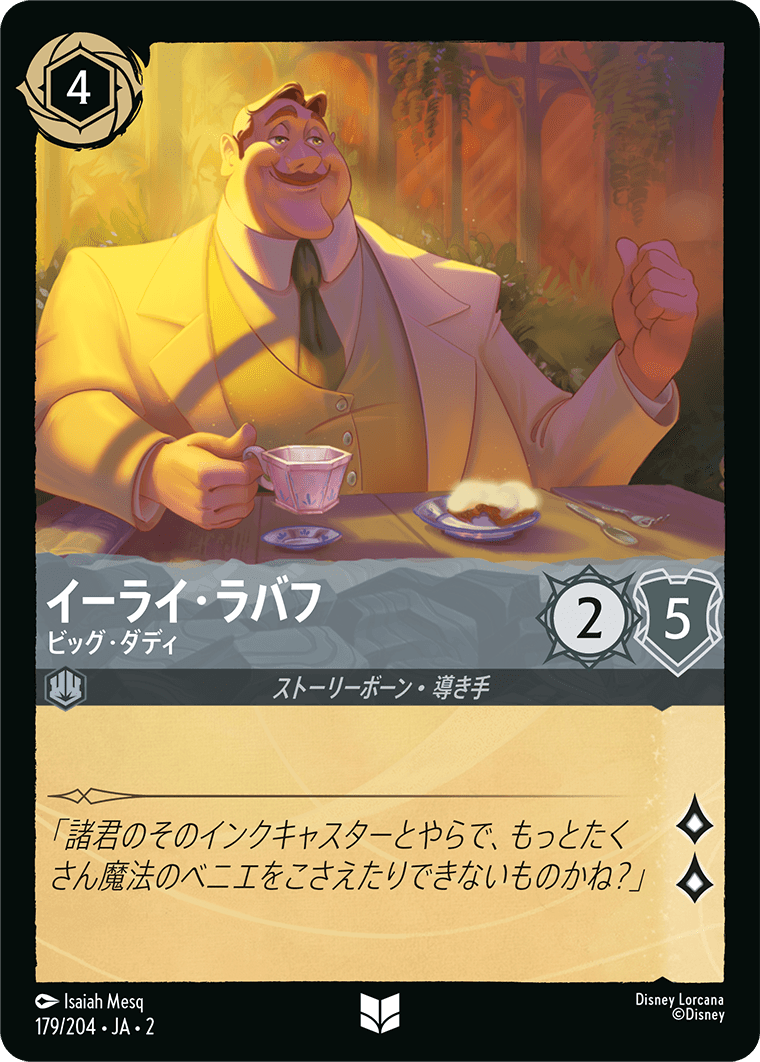 4
イーライ・ラバフ
ビッグ・ダディ
2
5
ストーリーボーン・導き手
「諸君のそのインクキャスターとやらで、もっとたく
さん魔法のベニエをこさえたりできないものかね?」
Isaiah Mesq
179/204 • JA • 2
Disney Lorcana
©Disney